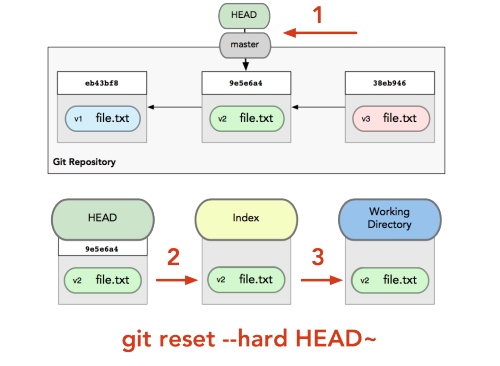 HEAD
1
master
eb43bf8
9e5e6a4
38eb946
v1 file.txt
v2 file.txt
v3 file.txt
Git Repository
HEAD
Index
Working
Directory
9e5e6a4
2
3
v2 file.txt
v2 file.txt
v2 file.txt
git reset --hard HEAD~